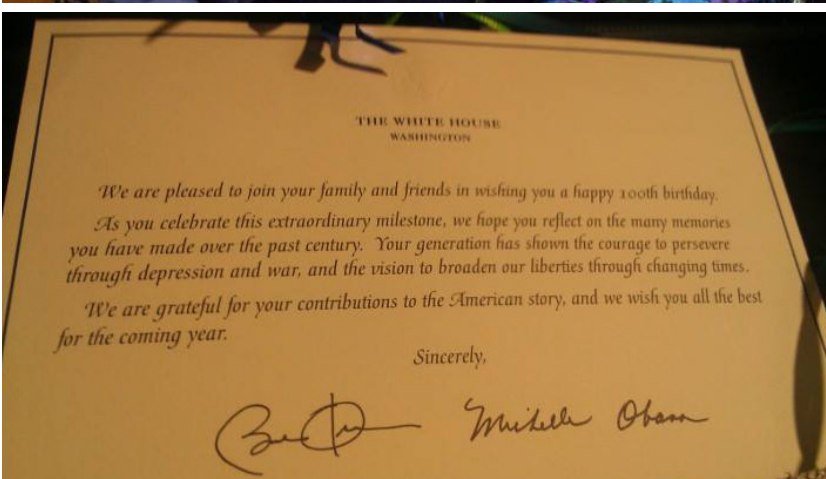 THE WHITE HOUSE
WASHINGTON
We are pleased to join your family and friends in wishing you a happy 100th birthday.
As you celebrate this extraordinary milestone, we hope you reflect on the many memories
you have made over the past century. Your generation has shown the courage to persevere
through depression and war, and the vision to broaden our liberties through changing times.
We are grateful for your contributions to the American story, and we wish you all the best
for the coming year.
Sincerely,
Michelle Obama